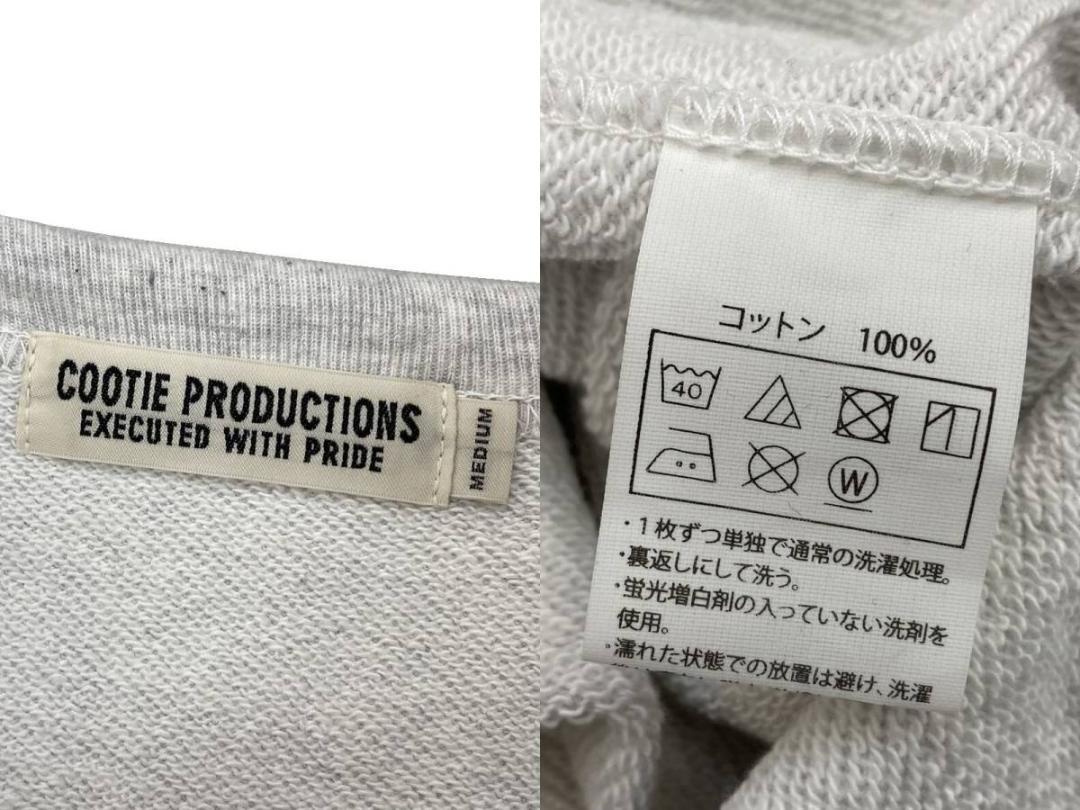 COOTIE PRODUCTIONS
EXECUTED WITH PRIDE
MEDIUM
コットン 100%
40
W
・1枚ずつ単独で通常の洗濯処理。
・裏返しにして洗う。
・蛍光増白剤の入っていない洗剤を
使用。
・濡れた状態での放置は避け、洗濯